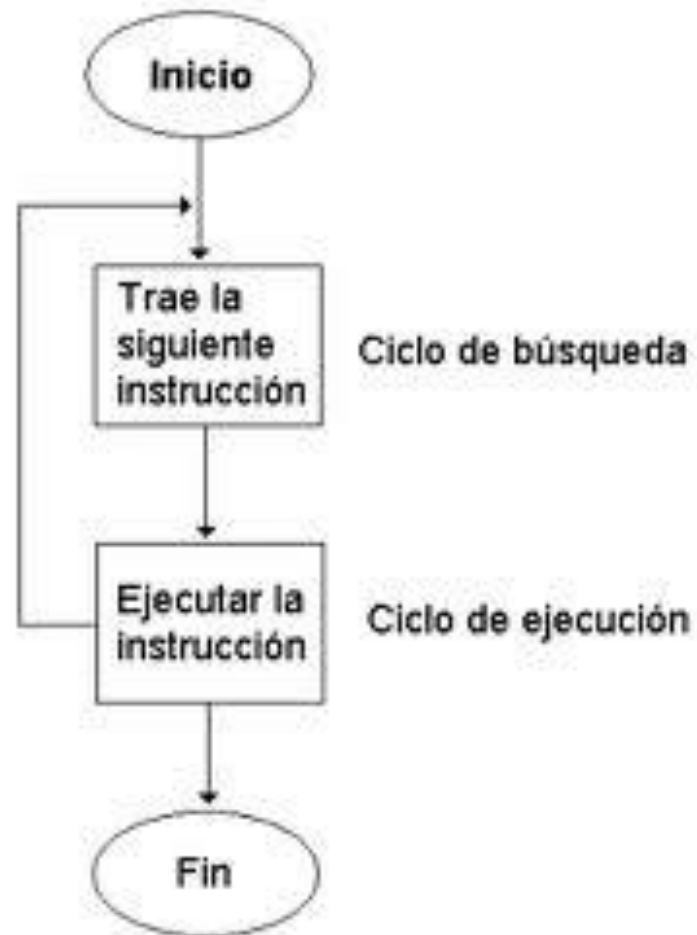 Inicio
Trae la
siguiente
instrucción
Ciclo de búsqueda
Ejecutar la
instrucción
Ciclo de ejecución
Fin